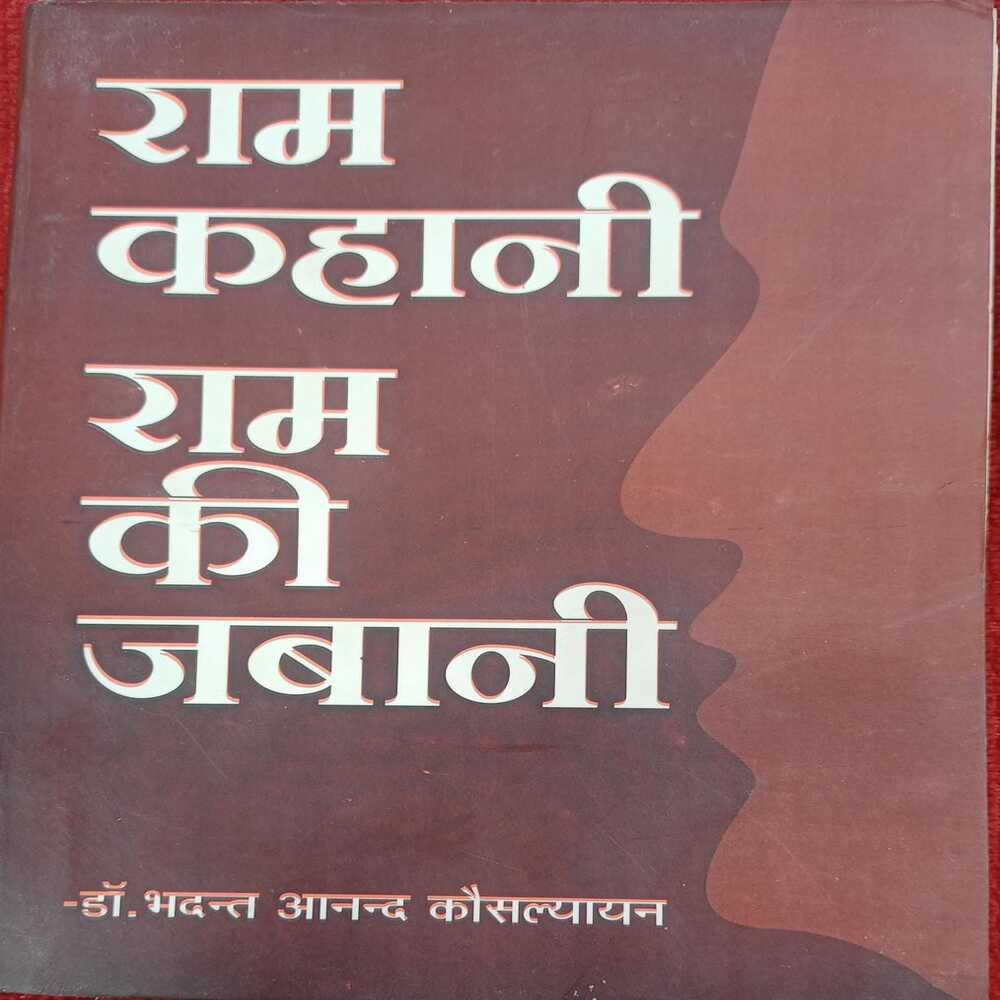 राम
कहानी
राम
की
जबानी
-डॉ. भदन्त आनन्द कौसल्यायन